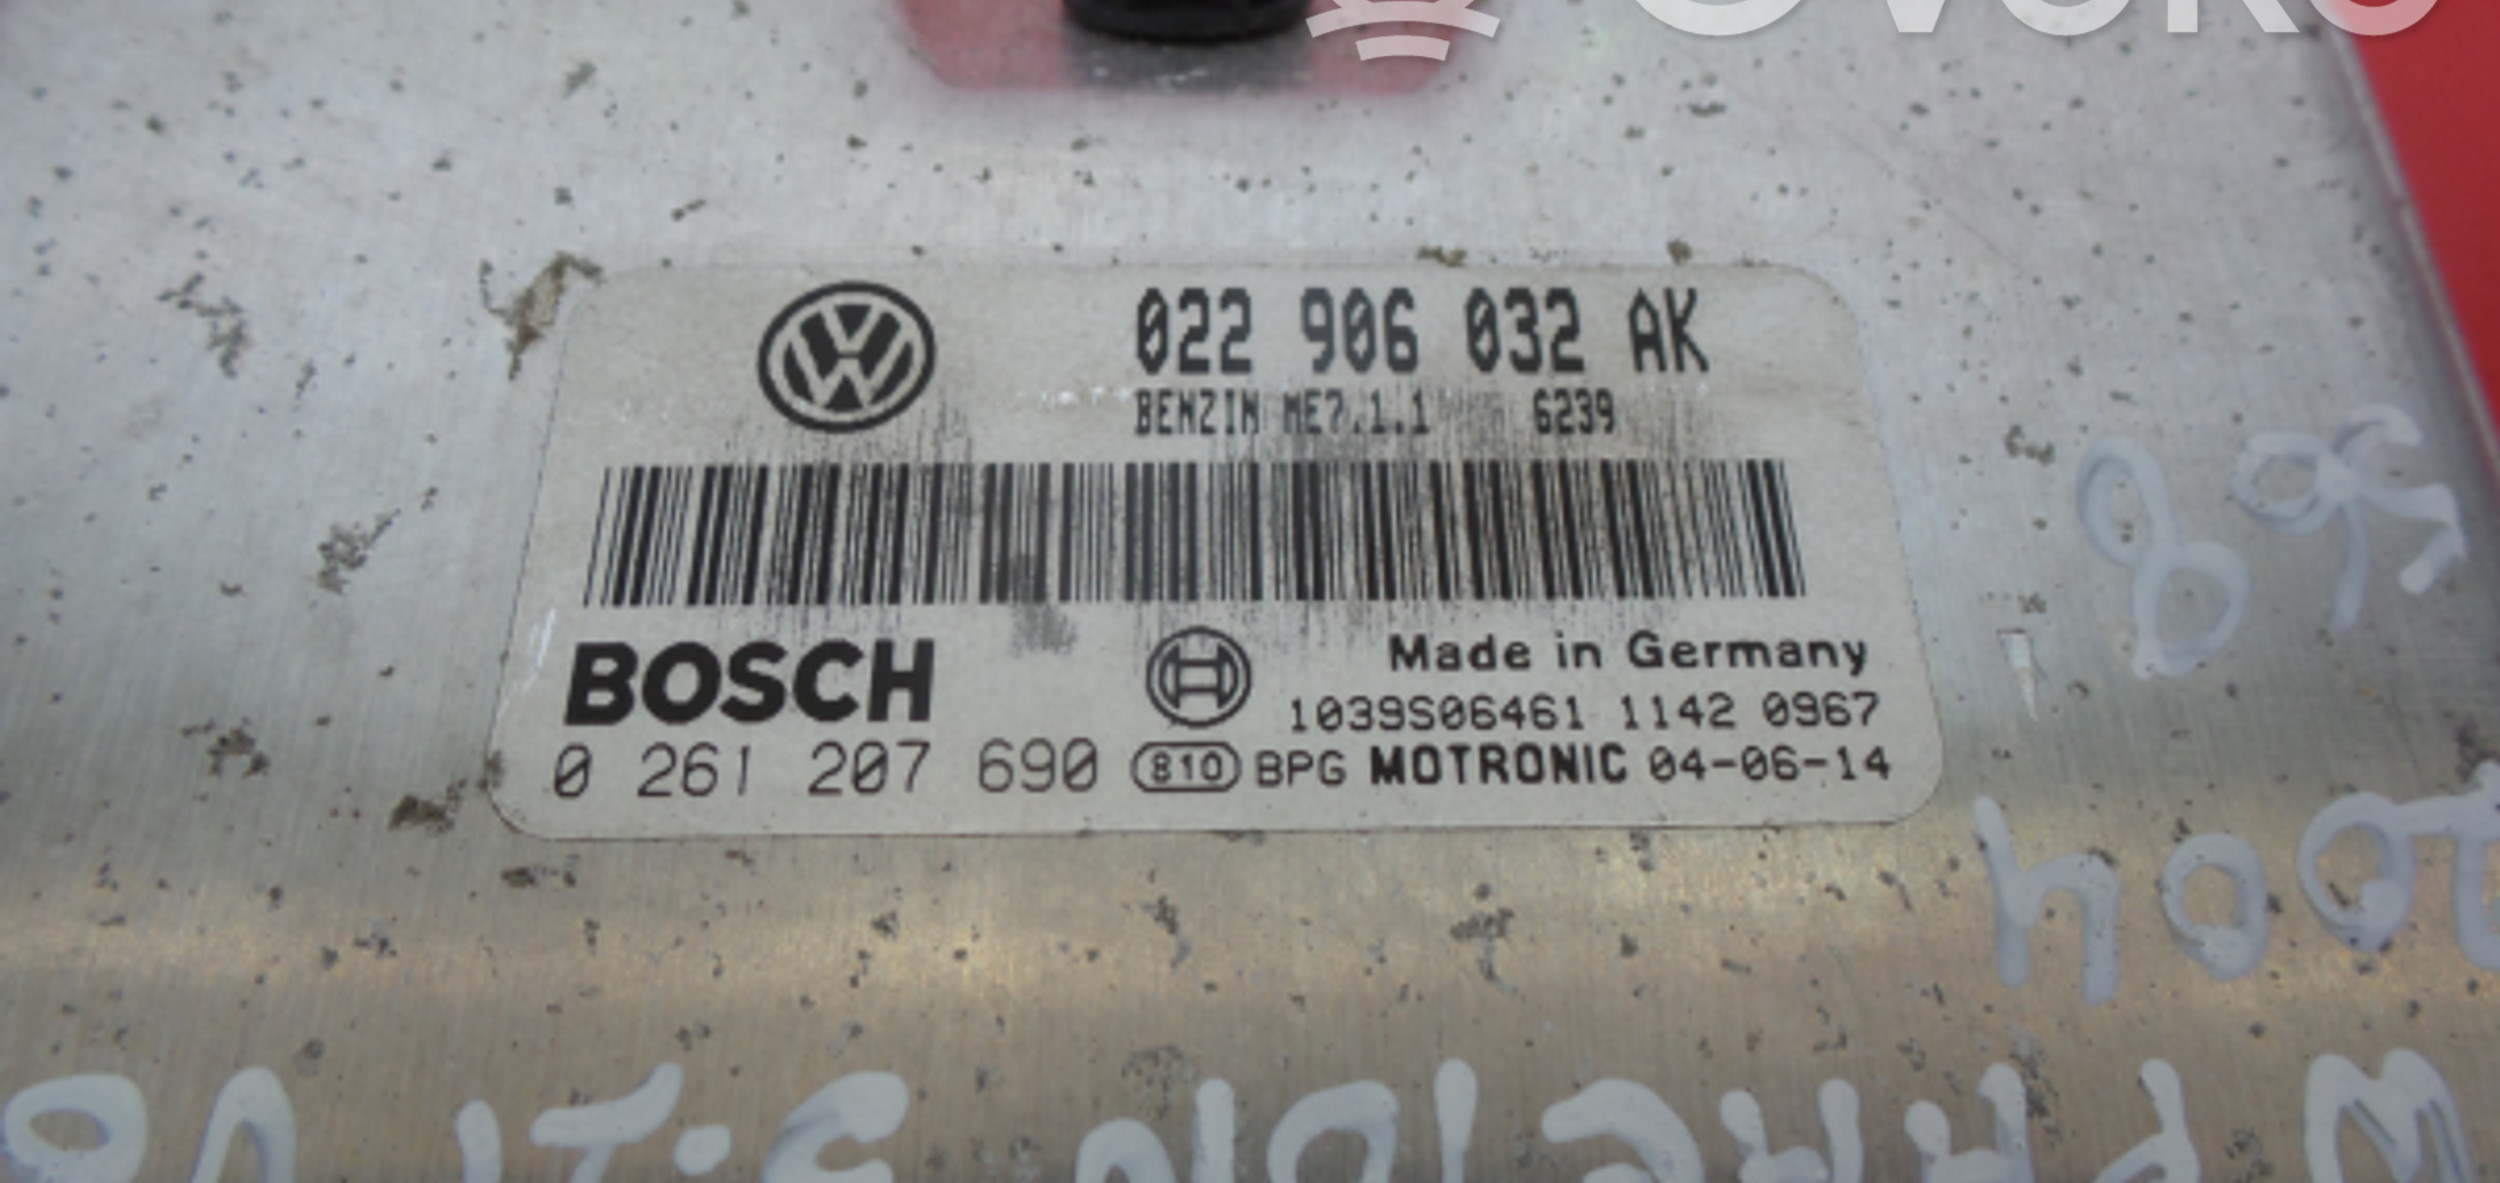 022 906 032 AK
BENZIN ME7.1.1 6239
BOSCH
Made in Germany
1039S06461 1142 0967
0 261 207 690 810 BPG MOTRONIC 04-06-14
2004